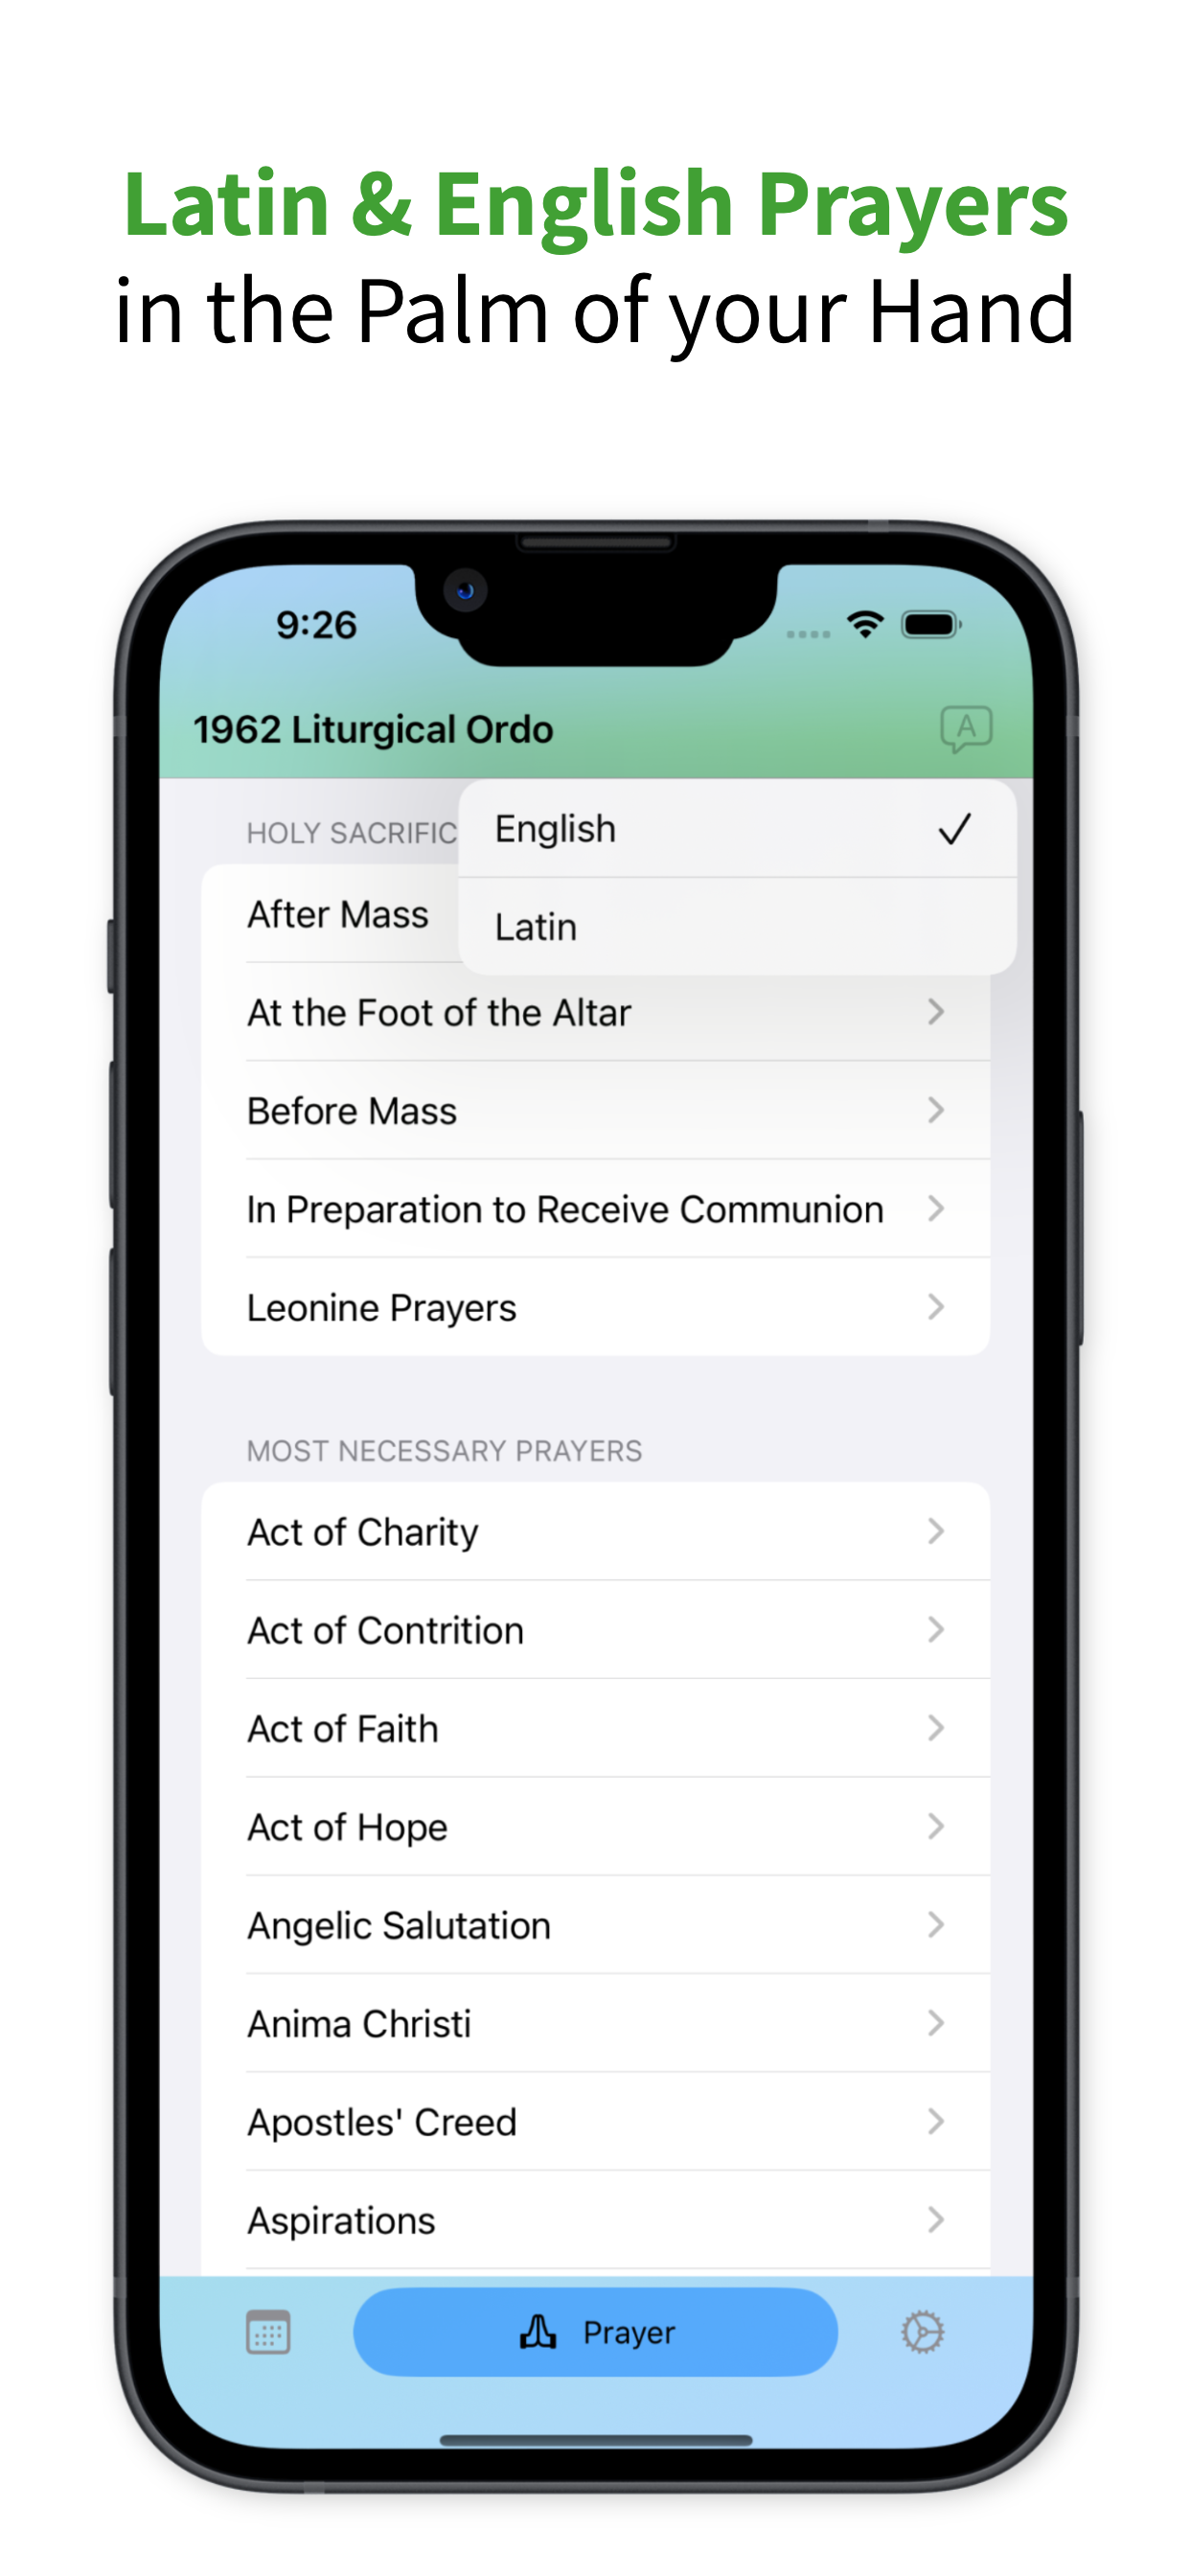 Latin & English Prayers
in the Palm of your Hand
9:26
1962 Liturgical Ordo
A
English
HOLY SACRIFIC
Latin
After Mass
At the Foot of the Altar
Before Mass
In Preparation to Receive Communion
Leonine Prayers
MOST NECESSARY PRAYERS
Act of Charity
Act of Contrition
Act of Faith
Act of Hope
Angelic Salutation
Anima Christi
Apostles' Creed
Aspirations
Prayer